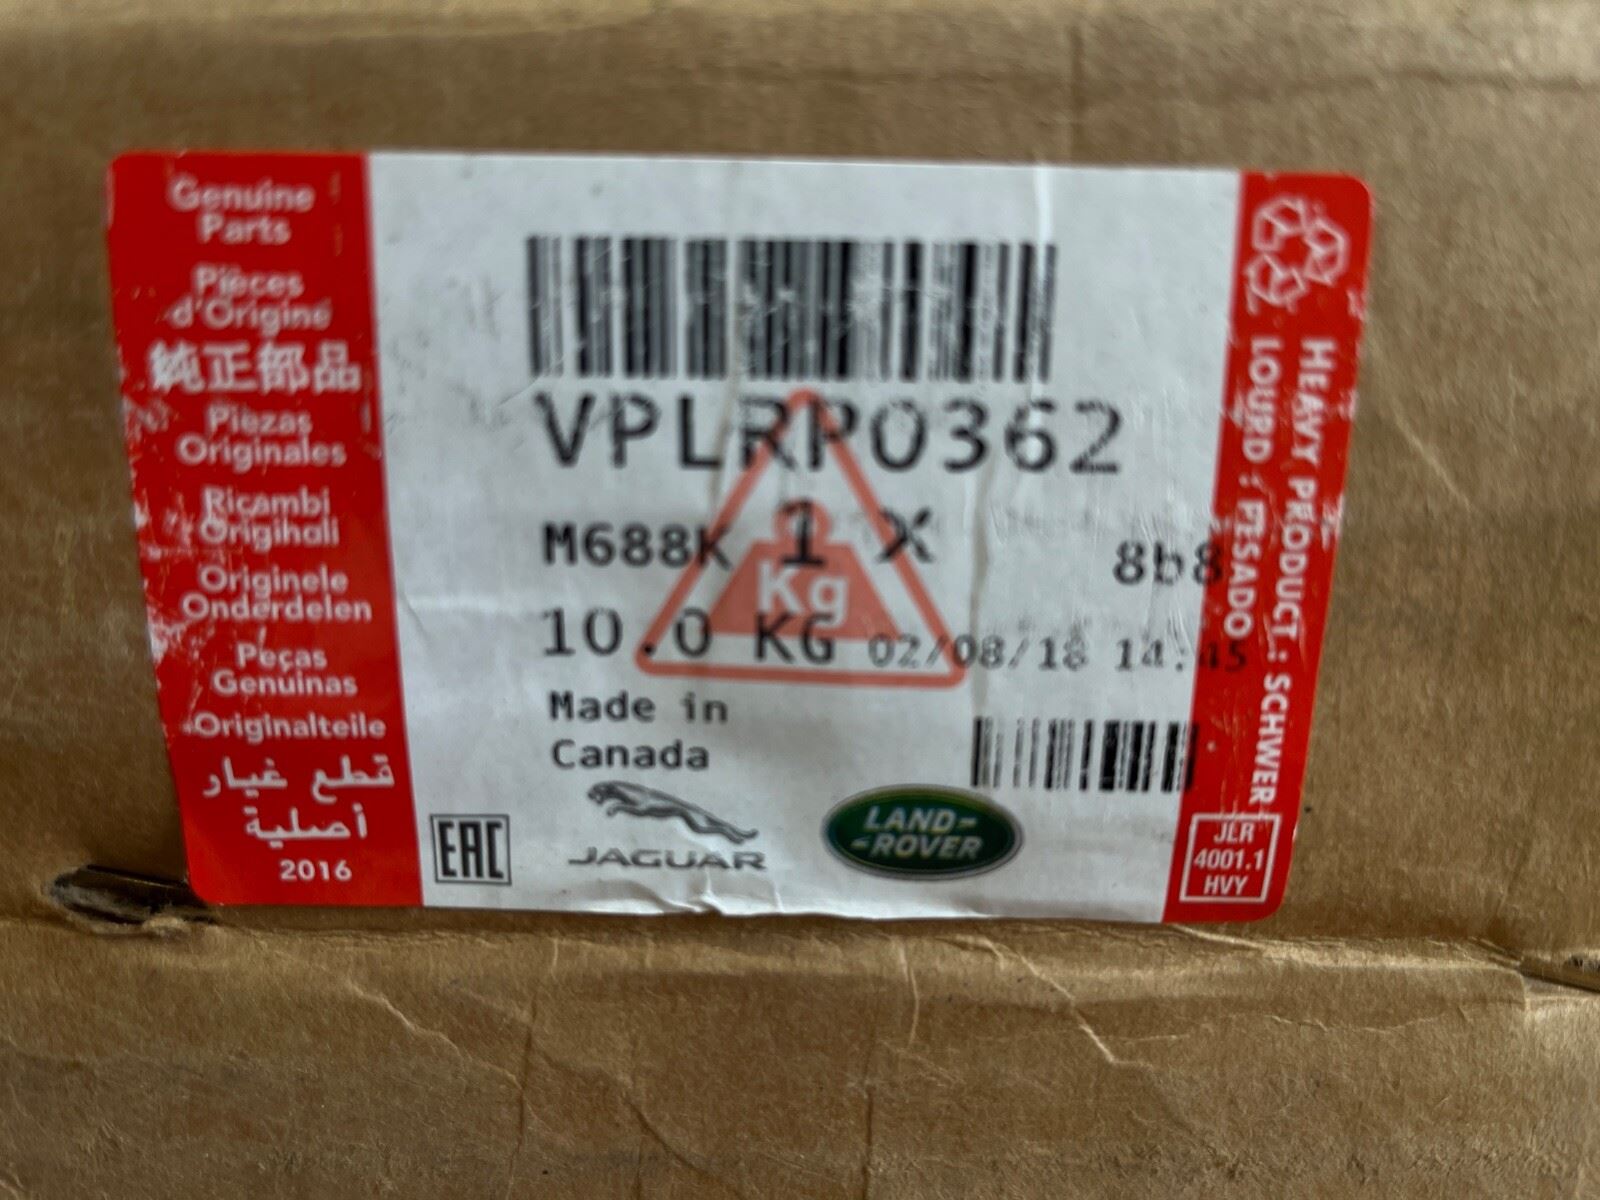 Genuine
Parts
Pièces
d'Origine
純正部品
Piezas
Originales
Ricambi
Originali
Originele
Onderdelen
Peças
Genuinas
Originalteile
قطع غيار
أصلية
2016
VPLRP0362
M688K 1 X 8b8
Kg
10.0 KG 02/08/18 14:45
Made in
Canada
EAC
JAGUAR
LAND-
-ROVER
HEAVY PRODUCT : SCHWER
LOURD : PESADO
JLR
4001.1
HVY